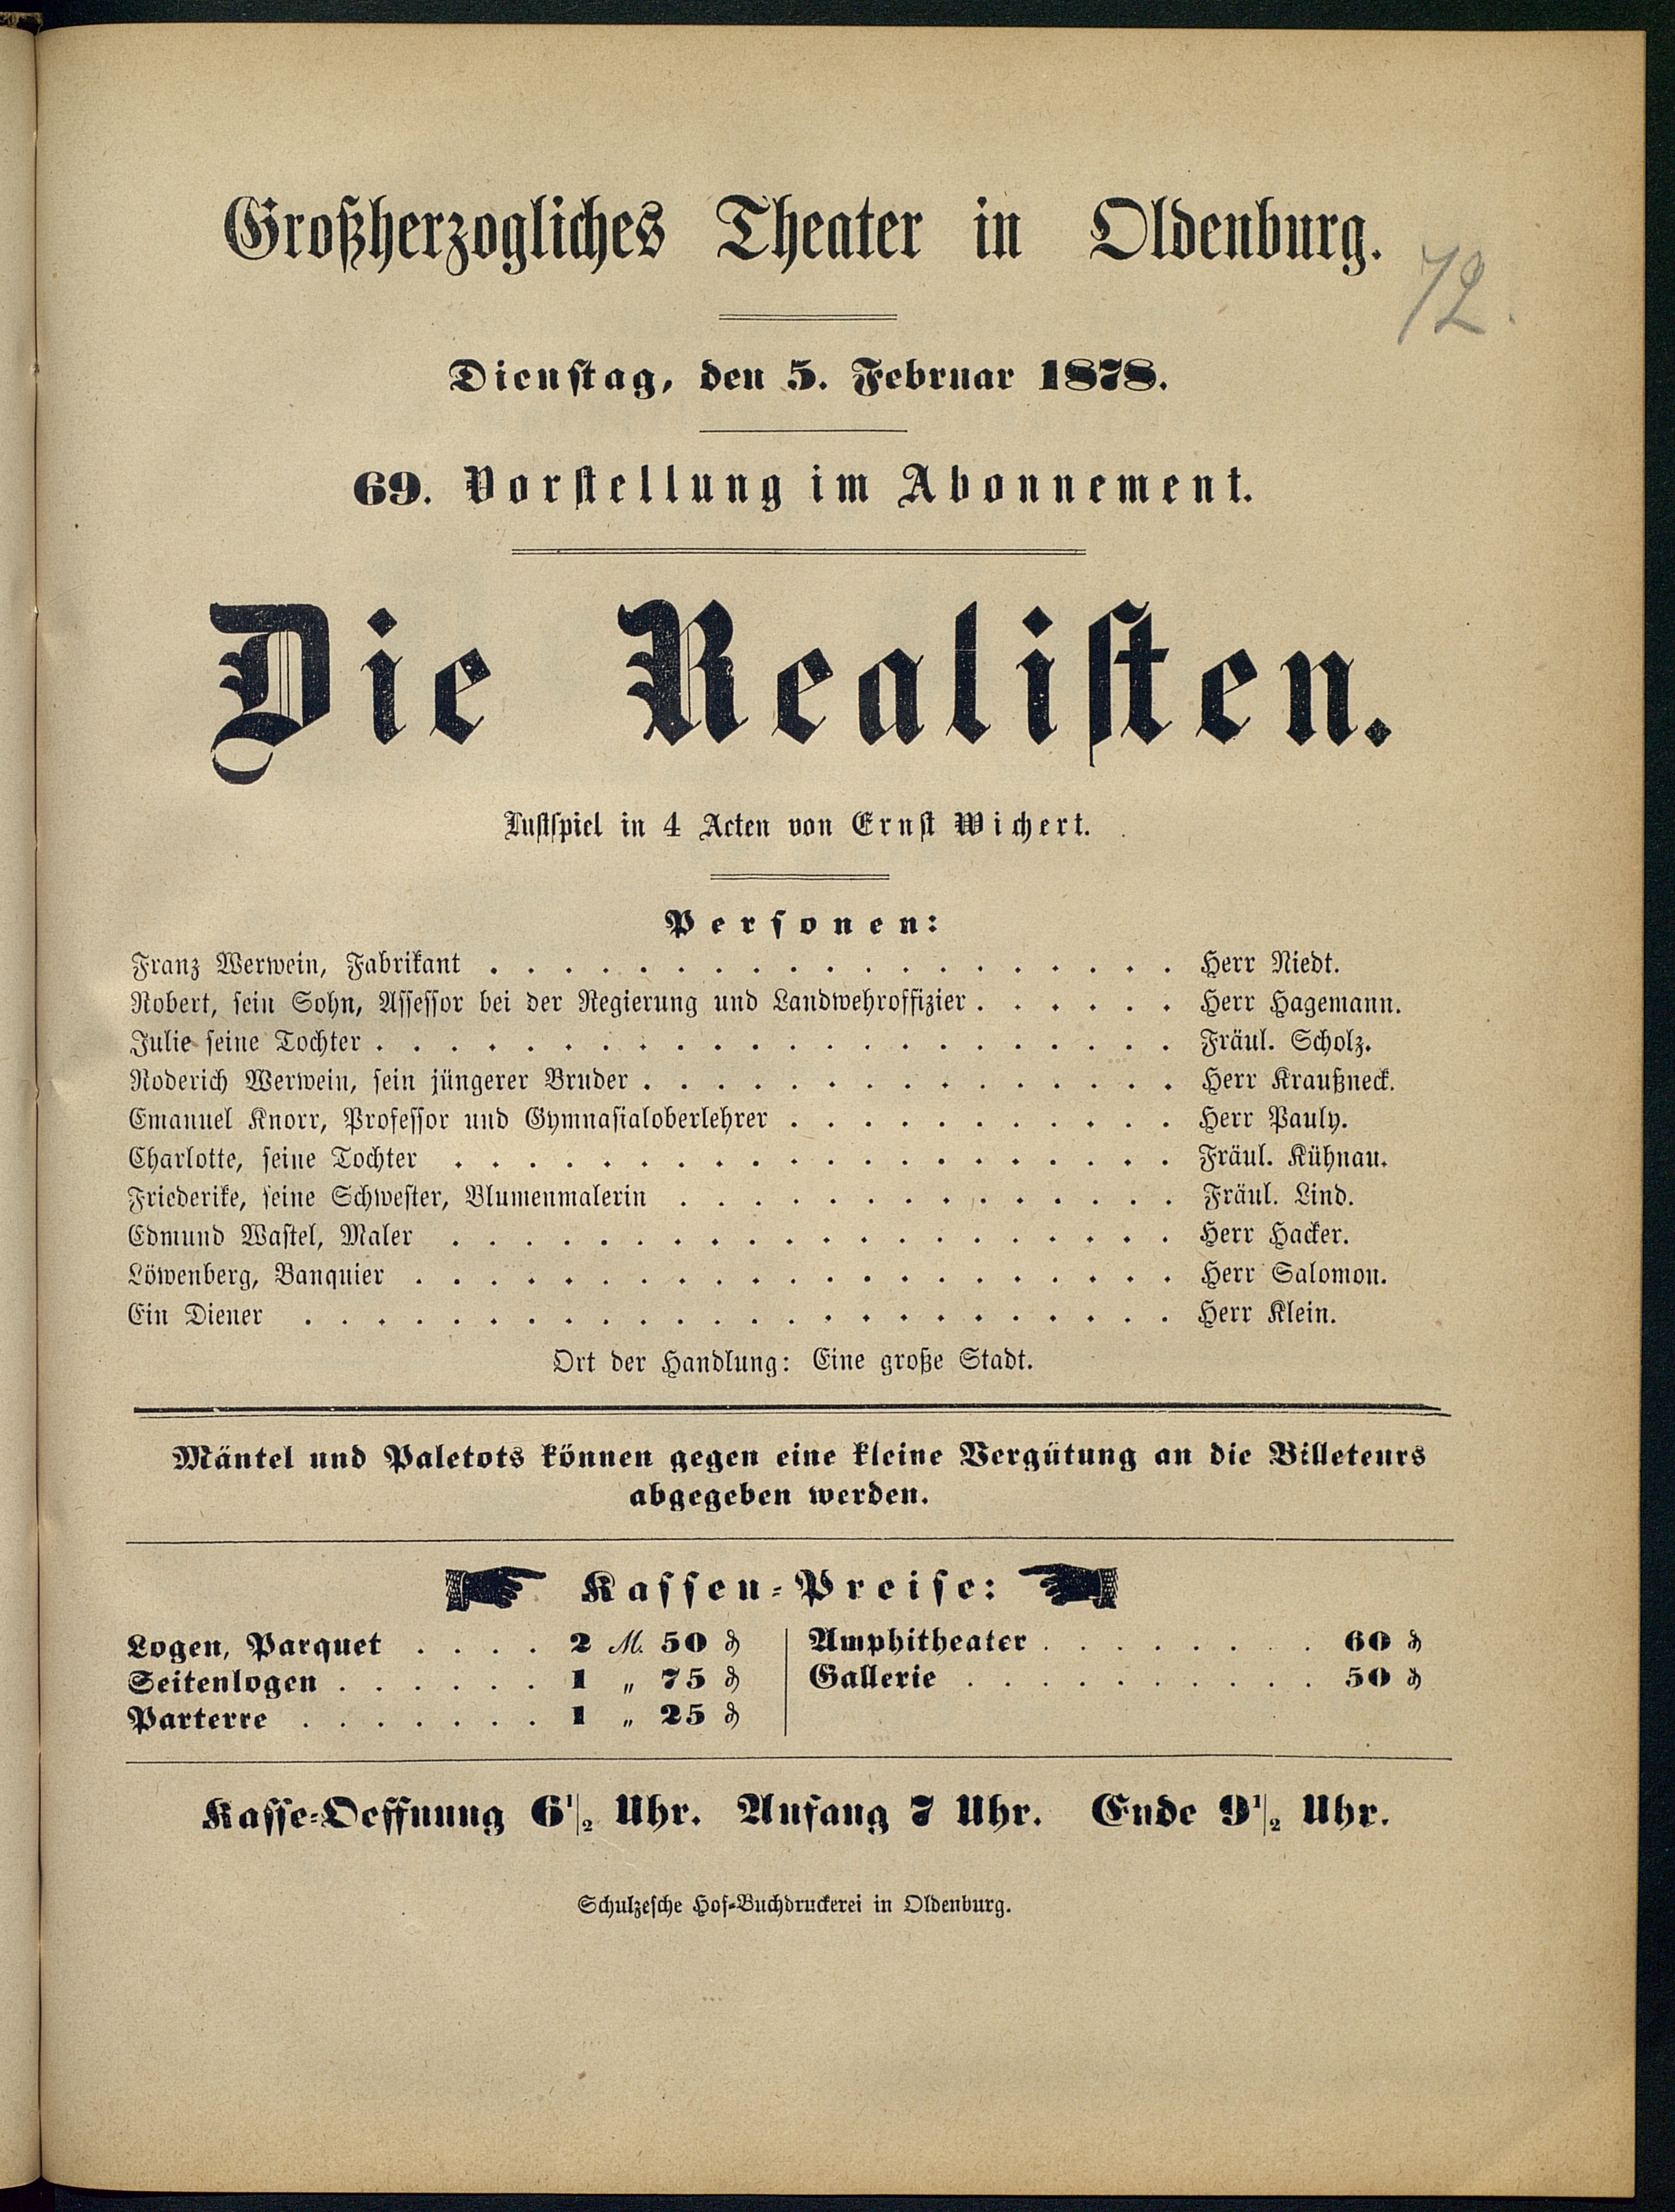 Großherzogliches Theater in Oldenburg.
72.
Dienstag, den 5. Februar 1878.
69. Vorstellung im Abonnement.
Die Realisten.
Lustspiel in 4 Acten von Ernst Wichert.
Personen:
Franz Werwein, Fabrikant . . . . . . . . . . . . . . . . . . . Herr Niedt.
Robert, sein Sohn, Assessor bei der Regierung und Landwehroffizier . . . . . . Herr Hagemann.
Julie seine Tochter . . . . . . . . . . . . . . . . . . . . . . Fräul. Scholz.
Roderich Werwein, sein jüngerer Bruder . . . . . . . . . . . . . . . Herr Kraußneck.
Emanuel Knorr, Professor und Gymnasialoberlehrer . . . . . . . . . . . Herr Pauly.
Charlotte, seine Tochter . . . . . . . . . . . . . . . . . . . . Fräul. Kühnau.
Friederike, seine Schwester, Blumenmalerin . . . . . . . . . . . . . . Fräul. Lind.
Edmund Wastel, Maler . . . . . . . . . . . . . . . . . . . . Herr Hacker.
Löwenberg, Banquier . . . . . . . . . . . . . . . . . . . . . Herr Salomon.
Ein Diener . . . . . . . . . . . . . . . . . . . . . . . . Herr Klein.
Ort der Handlung: Eine große Stadt.
Mäntel und Paletots können gegen eine kleine Vergütung an die Billeteurs
abgegeben werden.
Kassen-Preise:
Logen, Parquet . . . . 2 M. 50 ₰
Seitenlogen . . . . . . 1 „ 75 ₰
Parterre . . . . . . . 1 „ 25 ₰
Amphitheater . . . . . . . . 60 ₰
Gallerie . . . . . . . . . . 50 ₰
Kasse-Oeffnung 6 1/2 Uhr. Anfang 7 Uhr. Ende 9 1/2 Uhr.
Schulzesche Hof-Buchdruckerei in Oldenburg.